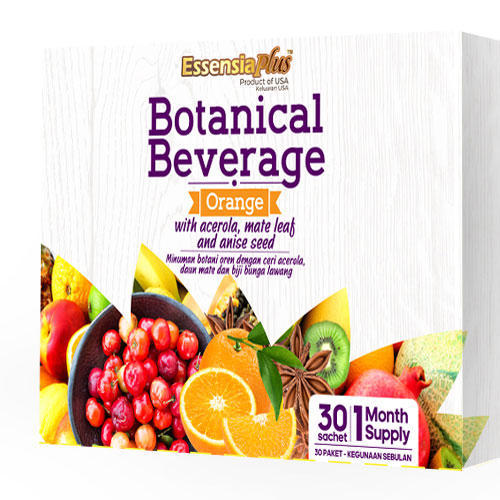 EssensiaPlus™
Product of USA
Keluaran USA
Botanical
Beverage
Orange
with acerola, mate leaf
and anise seed
Minuman botani oren dengan ceri acerola,
daun mate dan biji bunga lawang
30 sachet
1 Month Supply
30 PAKET - KEGUNAAN SEBULAN